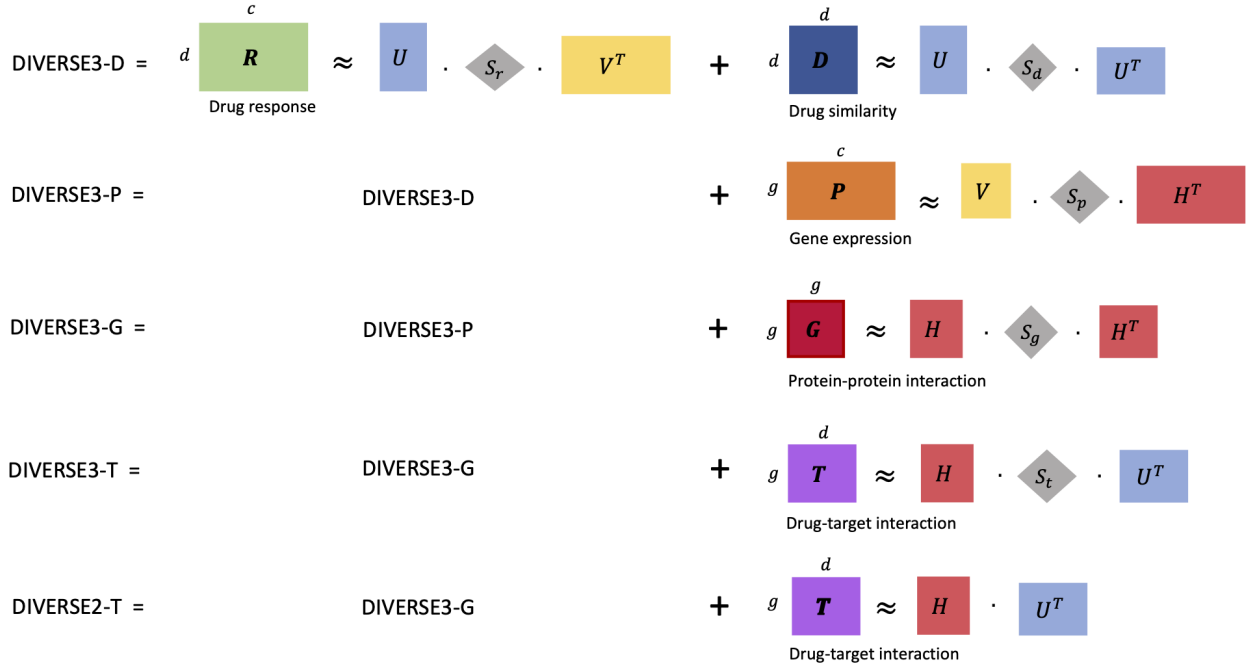 c d
DIVERSE3-D = d R ≈ U · S_r · V^T + d D ≈ U · S_d · U^T
Drug response Drug similarity
c
DIVERSE3-P = DIVERSE3-D + g P ≈ V · S_p · H^T
Gene expression
g
DIVERSE3-G = DIVERSE3-P + g G ≈ H · S_g · H^T
Protein-protein interaction
d
DIVERSE3-T = DIVERSE3-G + g T ≈ H · S_t · U^T
Drug-target interaction
d
DIVERSE2-T = DIVERSE3-G + g T ≈ H · U^T
Drug-target interaction